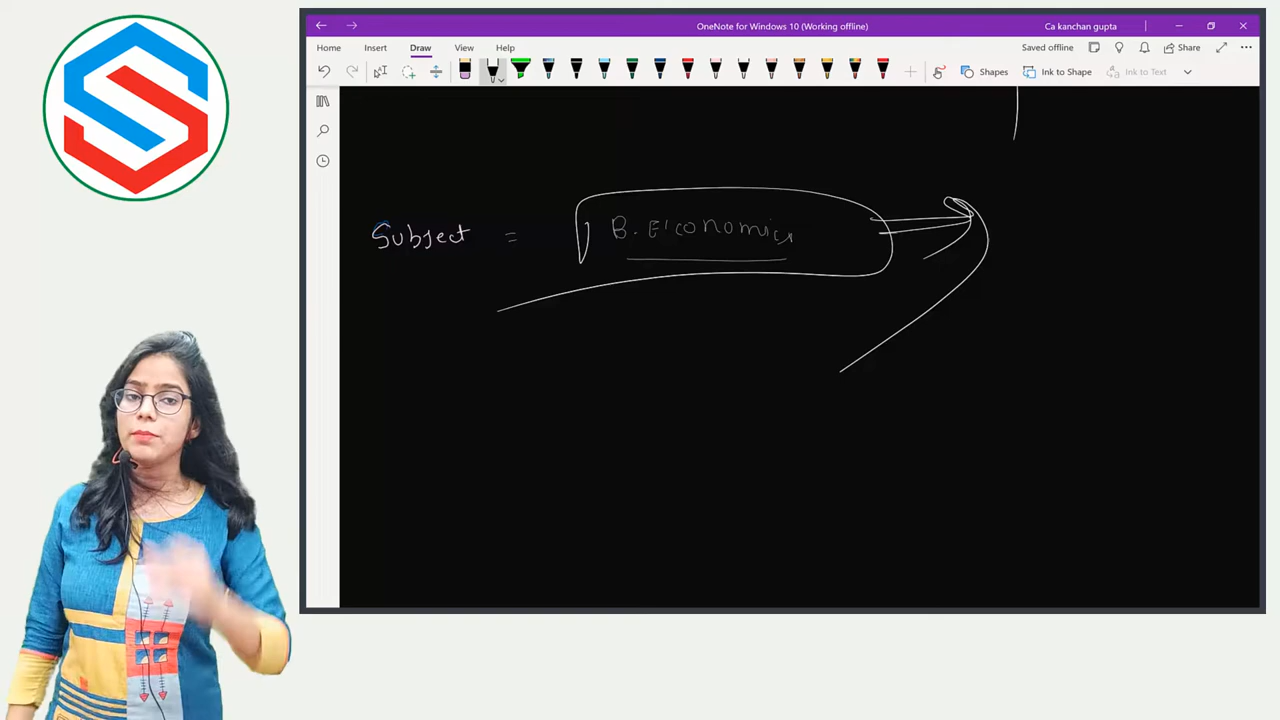 OneNote for Windows 10 (Working offline)
Ca kanchan gupta
Home Insert Draw View Help
Saved offline
Share
Shapes
Ink to Shape
Ink to Text
Subject = B. Economics